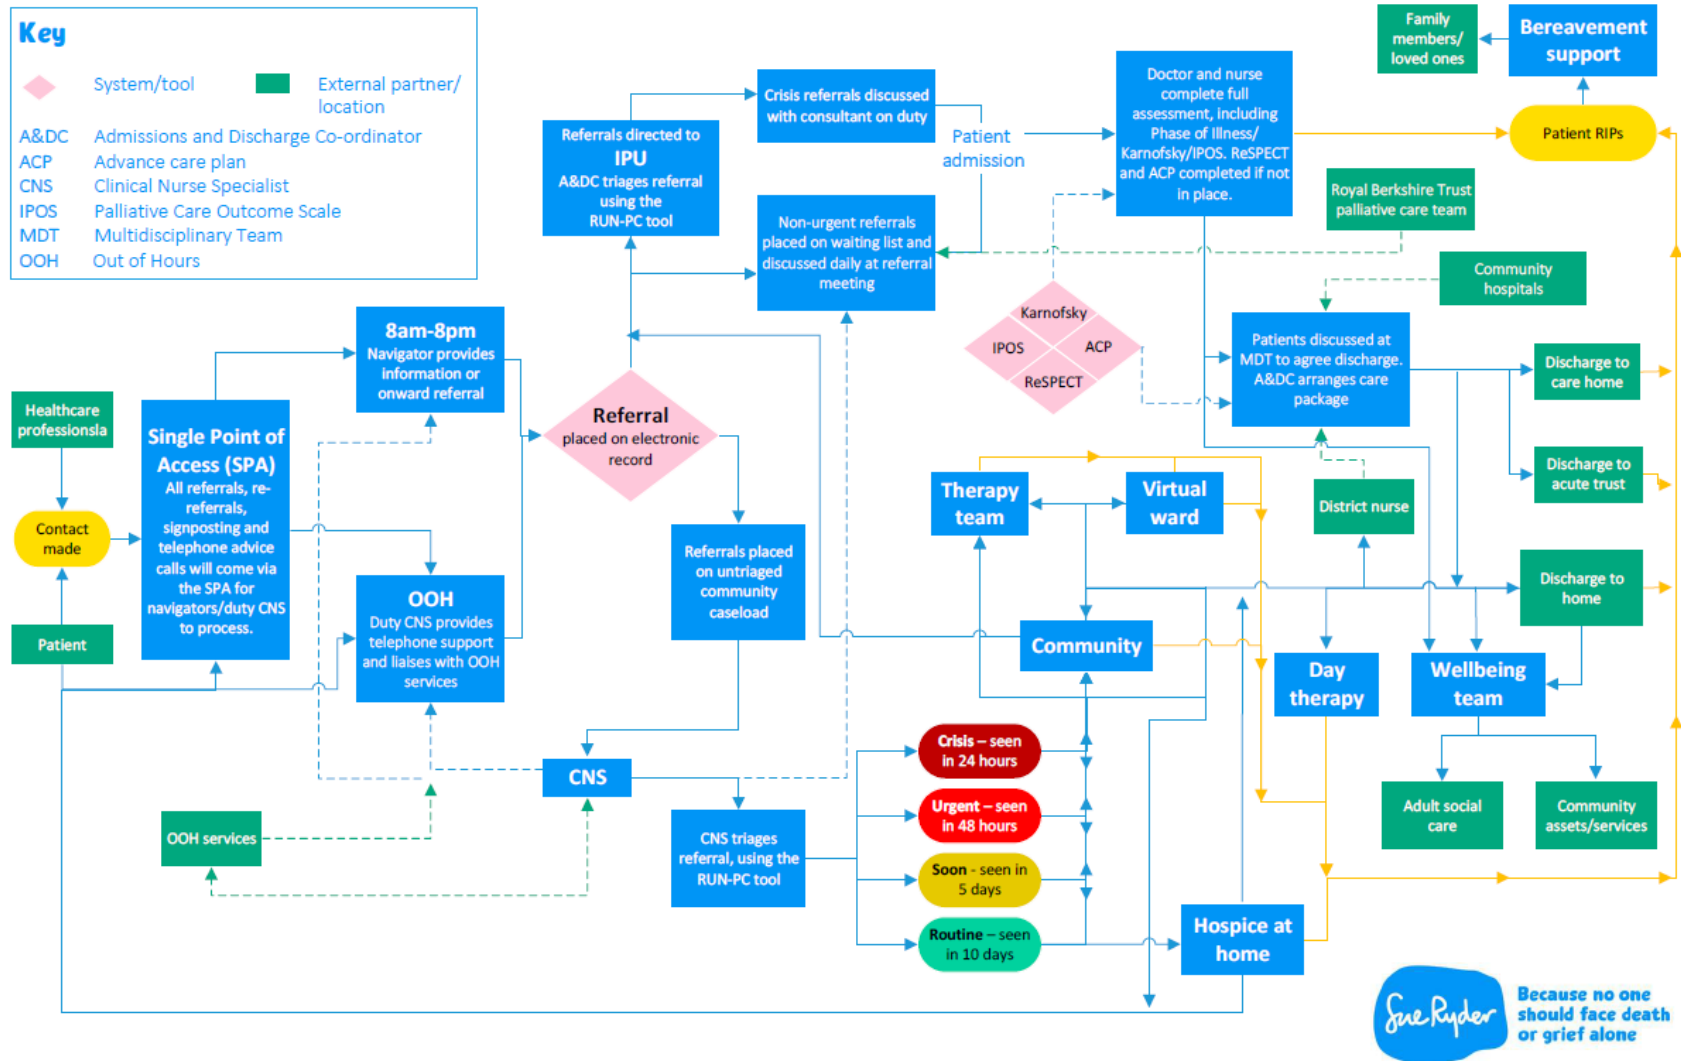 Key
System/tool
External partner/
location
A&DC Admissions and Discharge Co-ordinator
ACP Advance care plan
CNS Clinical Nurse Specialist
IPOS Palliative Care Outcome Scale
MDT Multidisciplinary Team
OOH Out of Hours
Family
members/
loved ones
Bereavement
support
Patient RIPs
Doctor and nurse
complete full
assessment, including
Phase of Illness/
Karnofsky/IPOS. ReSPECT
and ACP completed if not
in place.
Crisis referrals discussed
with consultant on duty
Patient
admission
Referrals directed to
IPU
A&DC triages referral
using the
RUN-PC tool
Non-urgent referrals
placed on waiting list and
discussed daily at referral
meeting
Royal Berkshire Trust
palliative care team
Community
hospitals
Karnofsky
IPOS
ACP
ReSPECT
Patients discussed at
MDT to agree discharge.
A&DC arranges care
package
Discharge to
care home
Discharge to
acute trust
Discharge to
home
District nurse
8am-8pm
Navigator provides
information or
onward referral
Healthcare
professionsla
Contact
made
Patient
Single Point of
Access (SPA)
All referrals, re-
referrals,
signposting and
telephone advice
calls will come via
the SPA for
navigators/duty CNS
to process.
OOH
Duty CNS provides
telephone support
and liaises with OOH
services
Referral
placed on electronic
record
Referrals placed
on untriaged
community
caseload
Therapy
team
Virtual
ward
Community
Day
therapy
Wellbeing
team
Adult social
care
Community
assets/services
CNS
OOH services
CNS triages
referral, using the
RUN-PC tool
Crisis – seen
in 24 hours
Urgent – seen
in 48 hours
Soon - seen in
5 days
Routine – seen
in 10 days
Hospice at
home
Sue Ryder
Because no one
should face death
or grief alone